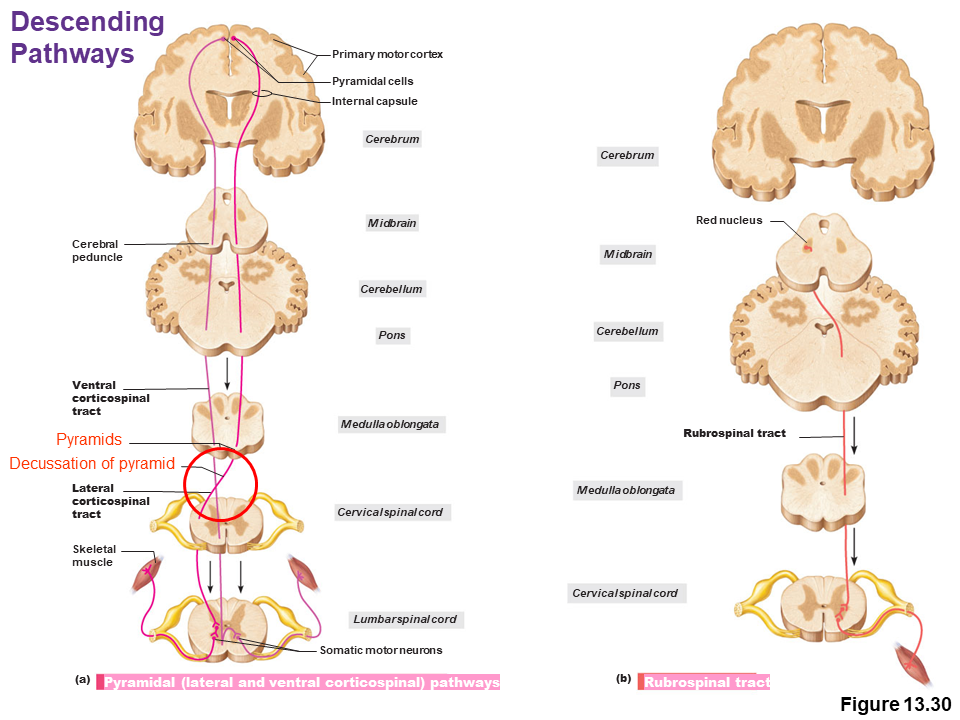 Descending
Pathways
Primary motor cortex
Pyramidal cells
Internal capsule
Cerebrum
Midbrain
Cerebral
peduncle
Cerebellum
Pons
Ventral
corticospinal
tract
Medulla oblongata
Pyramids
Decussation of pyramid
Lateral
corticospinal
tract
Cervical spinal cord
Skeletal
muscle
Lumbar spinal cord
Somatic motor neurons
(a) Pyramidal (lateral and ventral corticospinal) pathways
Cerebrum
Red nucleus
Midbrain
Cerebellum
Pons
Rubrospinal tract
Medulla oblongata
Cervical spinal cord
(b) Rubrospinal tract
Figure 13.30